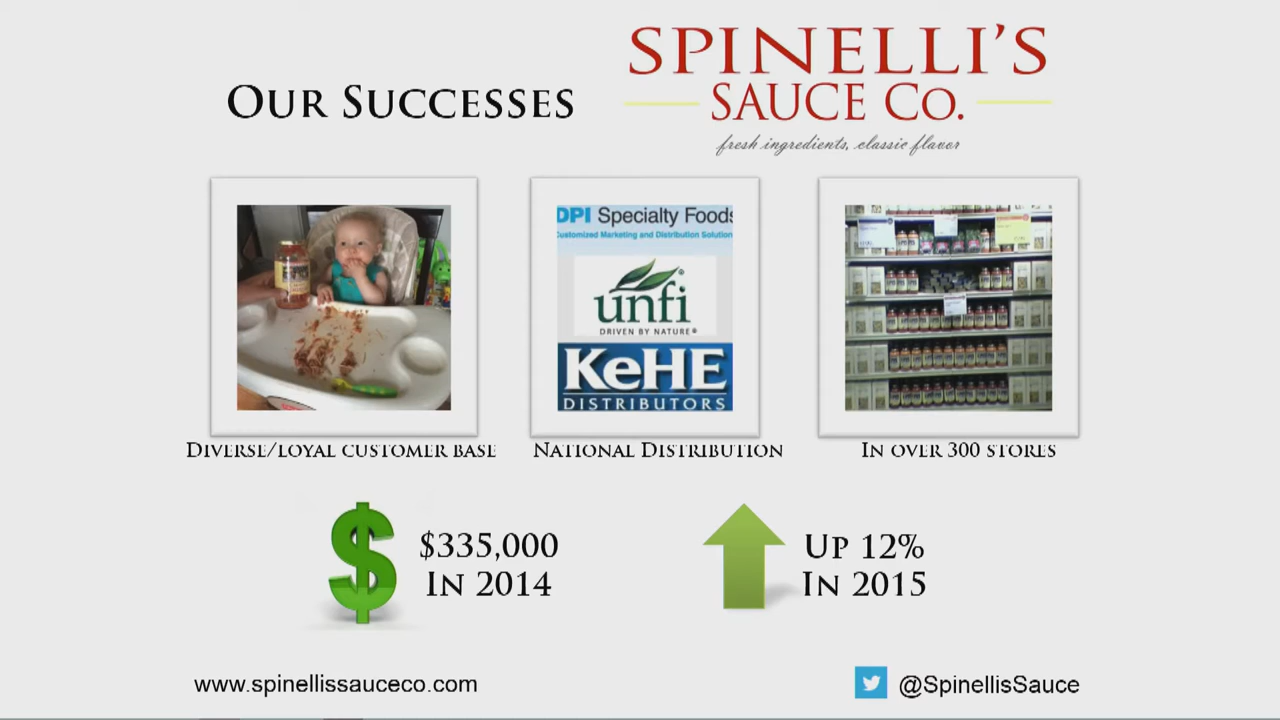 SPINELLI'S
SAUCE CO.
fresh ingredients, classic flavor
OUR SUCCESSES
DPI Specialty Foods
Customized Marketing and Distribution Solution
unfi®
DRIVEN BY NATURE®
KeHE
DISTRIBUTORS
DIVERSE/LOYAL CUSTOMER BASE
NATIONAL DISTRIBUTION
IN OVER 300 STORES
$
$335,000
IN 2014
UP 12%
IN 2015
www.spinellissauceco.com
@SpinellisSauce